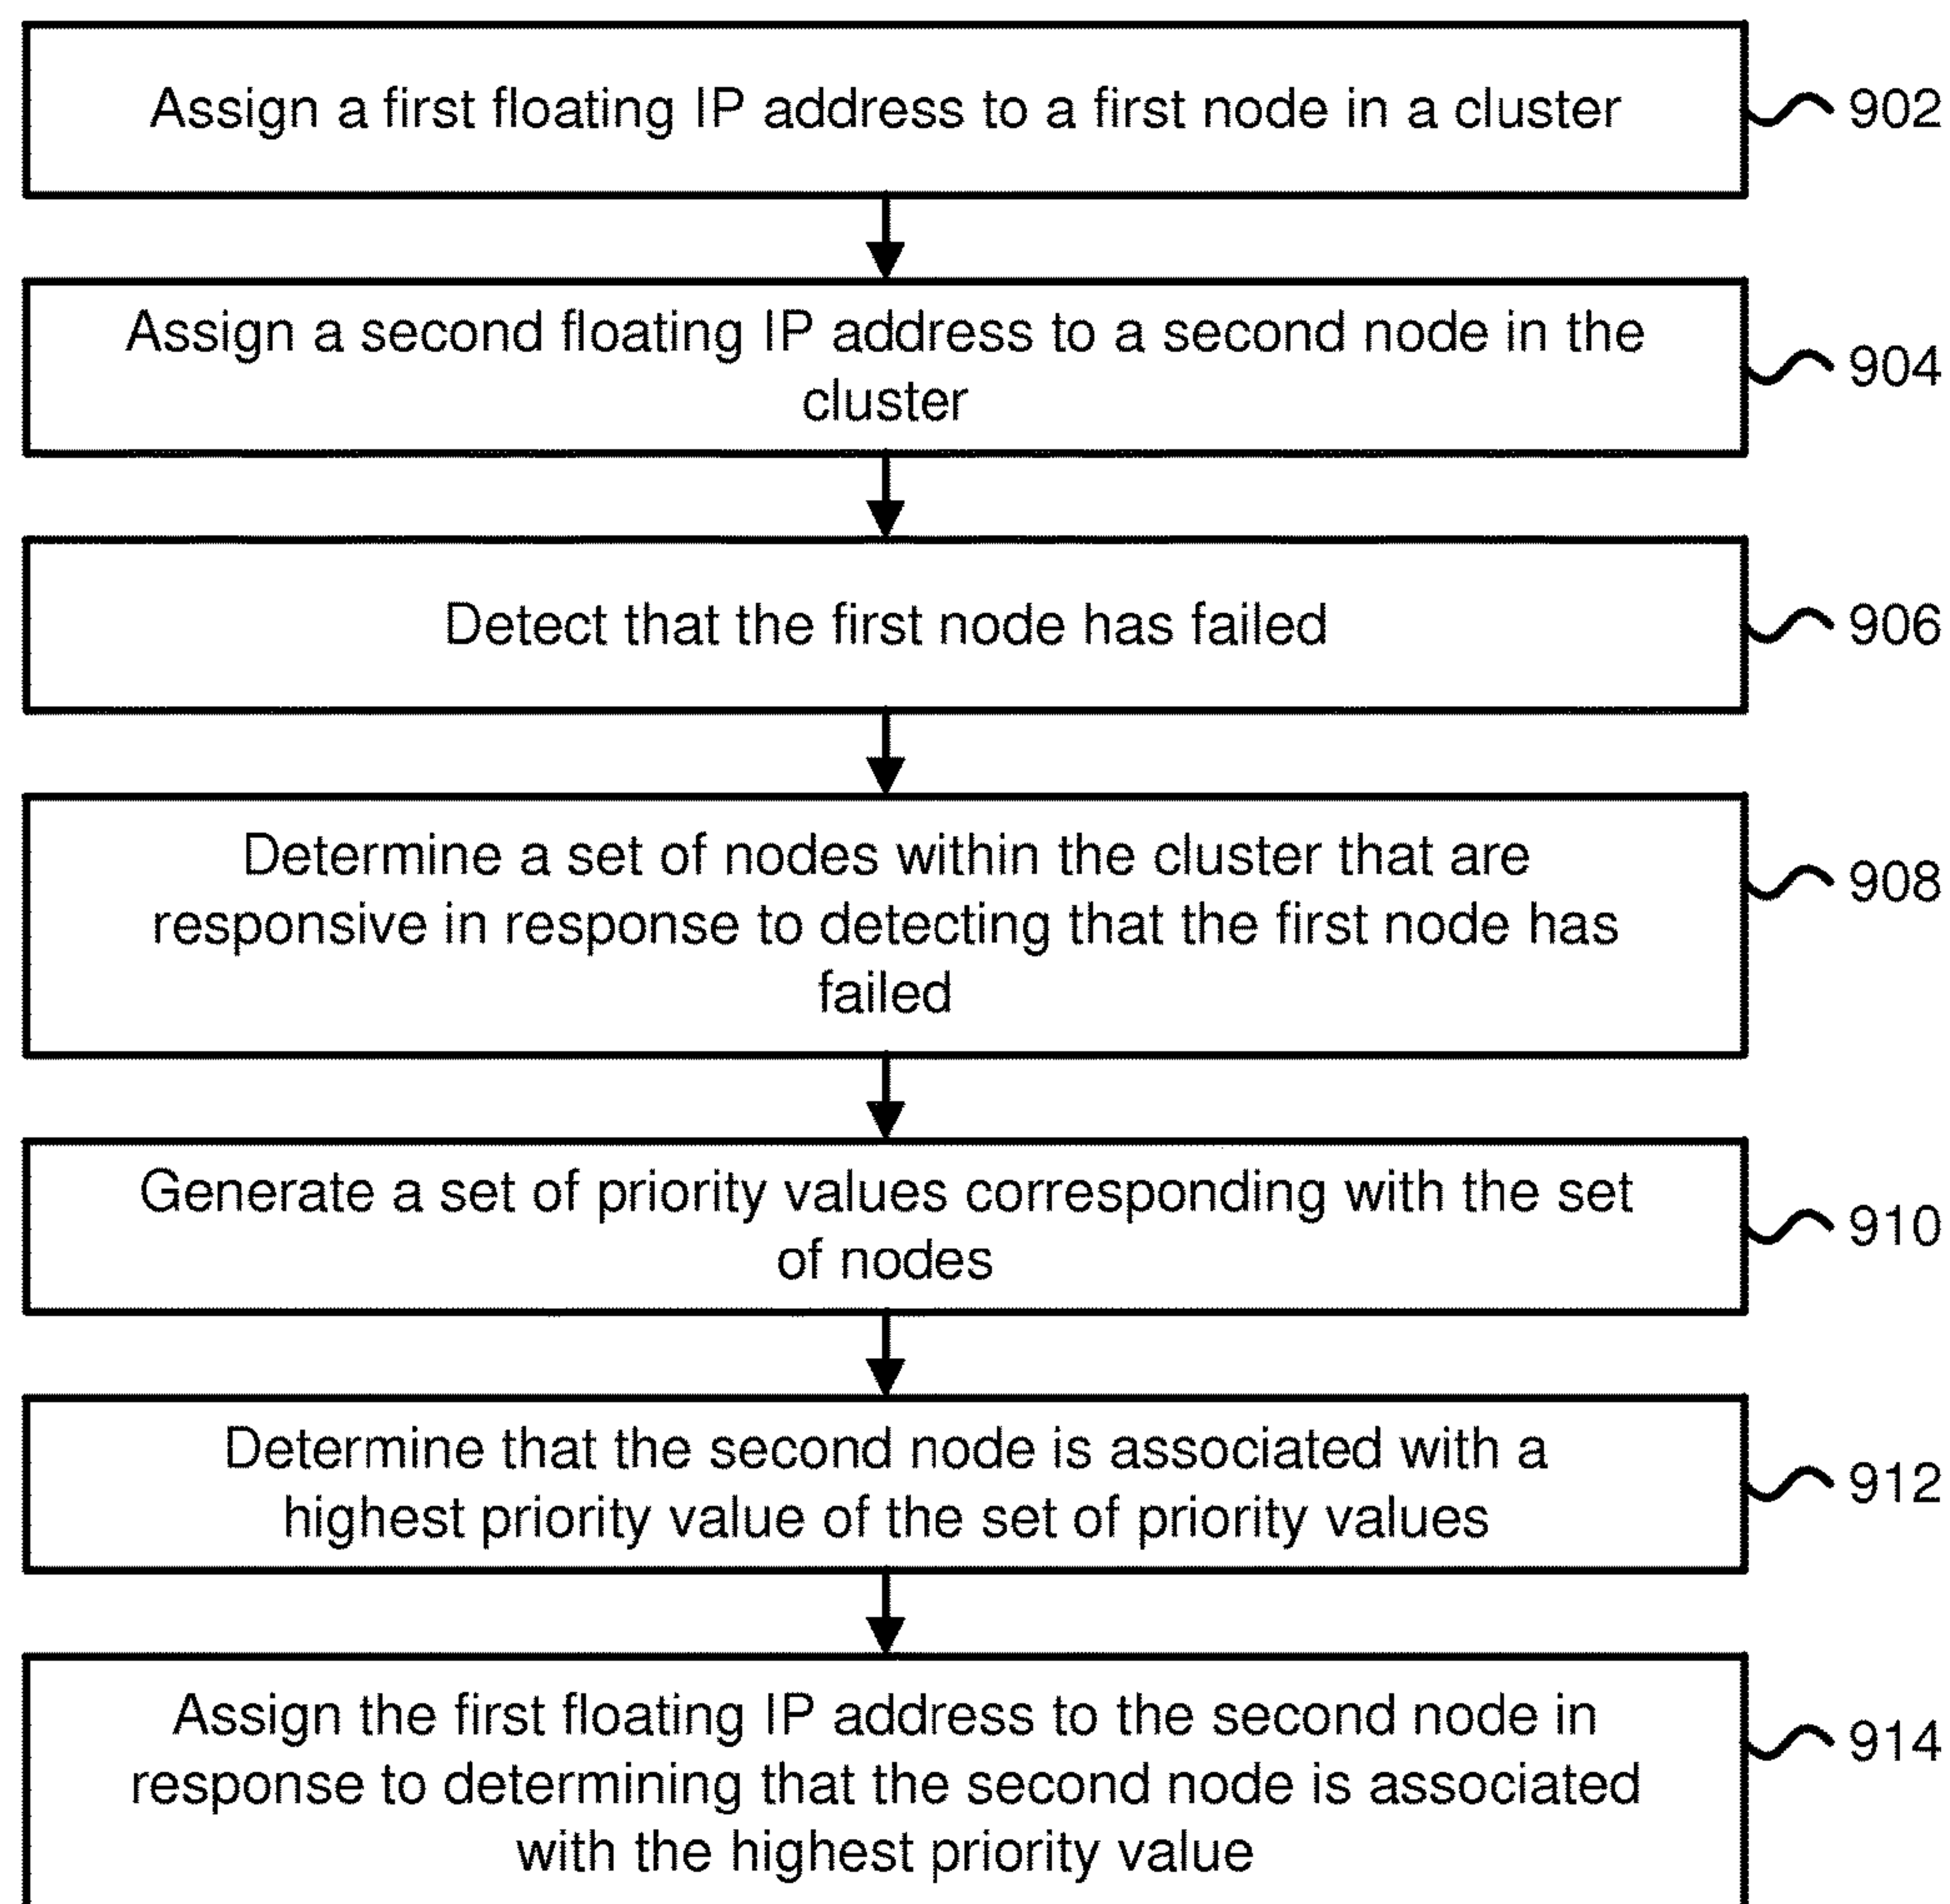 Assign a first floating IP address to a first node in a cluster
902
Assign a second floating IP address to a second node in the
cluster
904
Detect that the first node has failed
906
Determine a set of nodes within the cluster that are
responsive in response to detecting that the first node has
failed
908
Generate a set of priority values corresponding with the set
of nodes
910
Determine that the second node is associated with a
highest priority value of the set of priority values
912
Assign the first floating IP address to the second node in
response to determining that the second node is associated
with the highest priority value
914